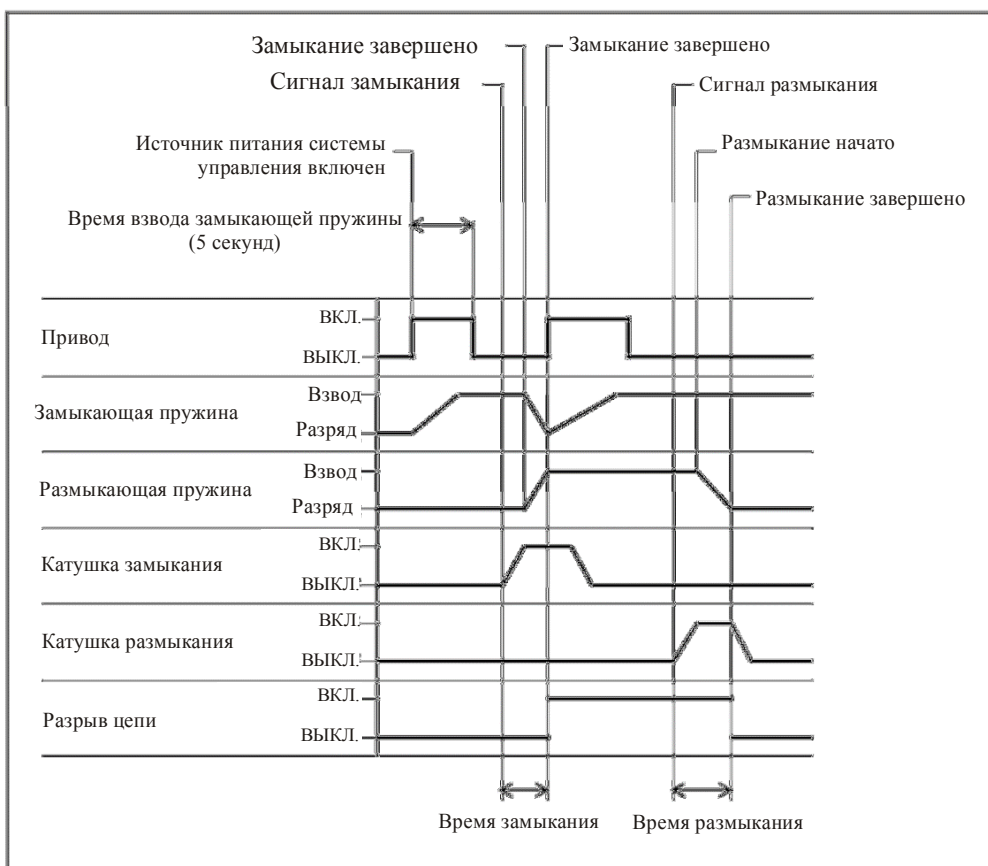 Замыкание завершено
Замыкание завершено
Сигнал замыкания
Сигнал размыкания
Источник питания системы
управления включен
Размыкание начато
Размыкание завершено
Время взвода замыкающей пружины
(5 секунд)
Привод
ВКЛ.
ВЫКЛ.
Замыкающая пружина
Взвод
Разряд
Размыкающая пружина
Взвод
Разряд
Катушка замыкания
ВКЛ.
ВЫКЛ.
Катушка размыкания
ВКЛ.
ВЫКЛ.
Разрыв цепи
ВКЛ.
ВЫКЛ.
Время замыкания
Время размыкания